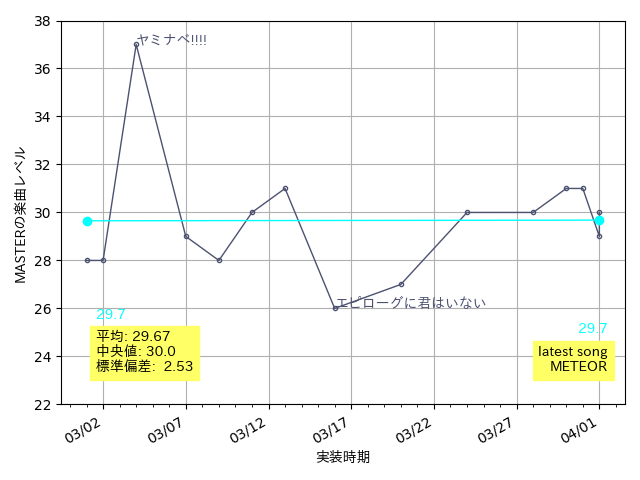 38
36
34
32
30
28
26
24
22
MASTERの楽曲レベル
ヤミナベ!!!!
エピローグに君はいない
29.7
平均: 29.67
中央値: 30.0
標準偏差: 2.53
29.7
latest song
METEOR
03/02
03/07
03/12
03/17
03/22
03/27
04/01
実装時期